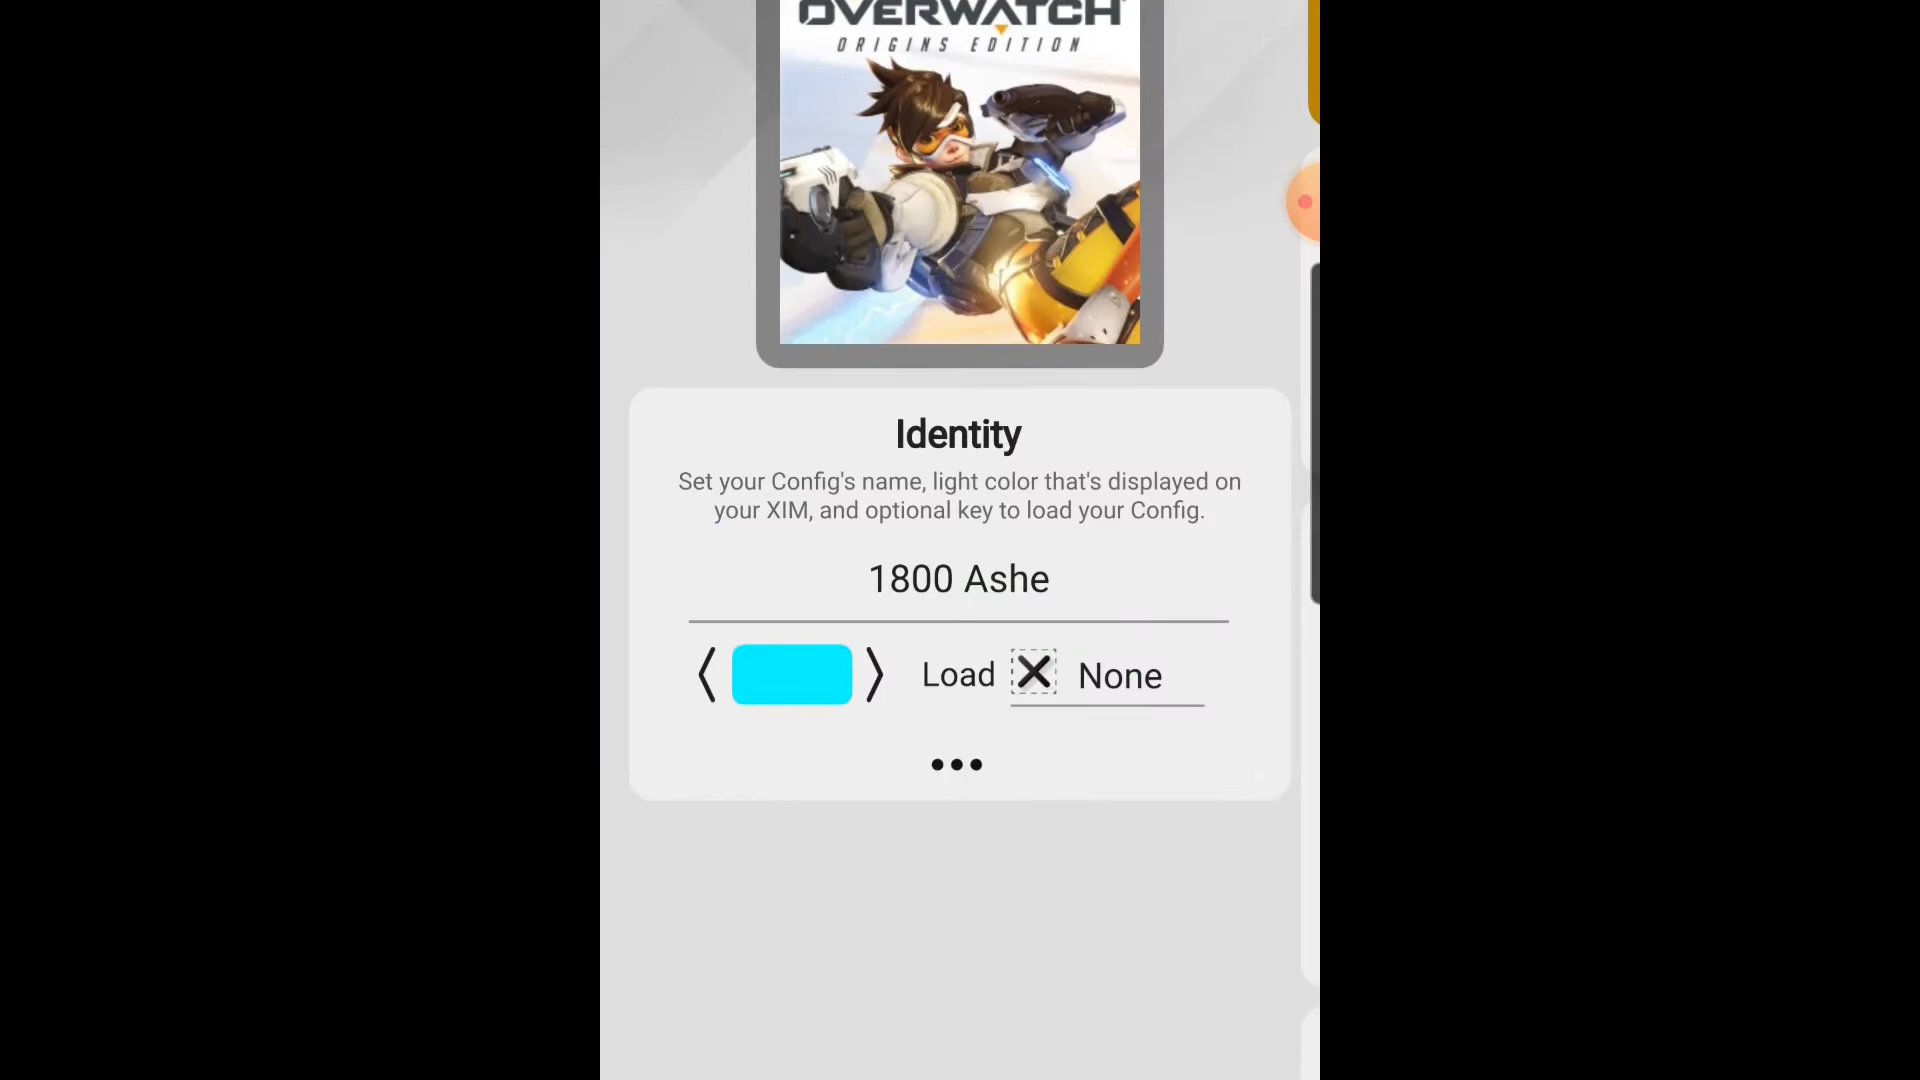 OVERWATCH
ORIGINS EDITION
Identity
Set your Config's name, light color that's displayed on
your XIM, and optional key to load your Config.
1800 Ashe
Load None